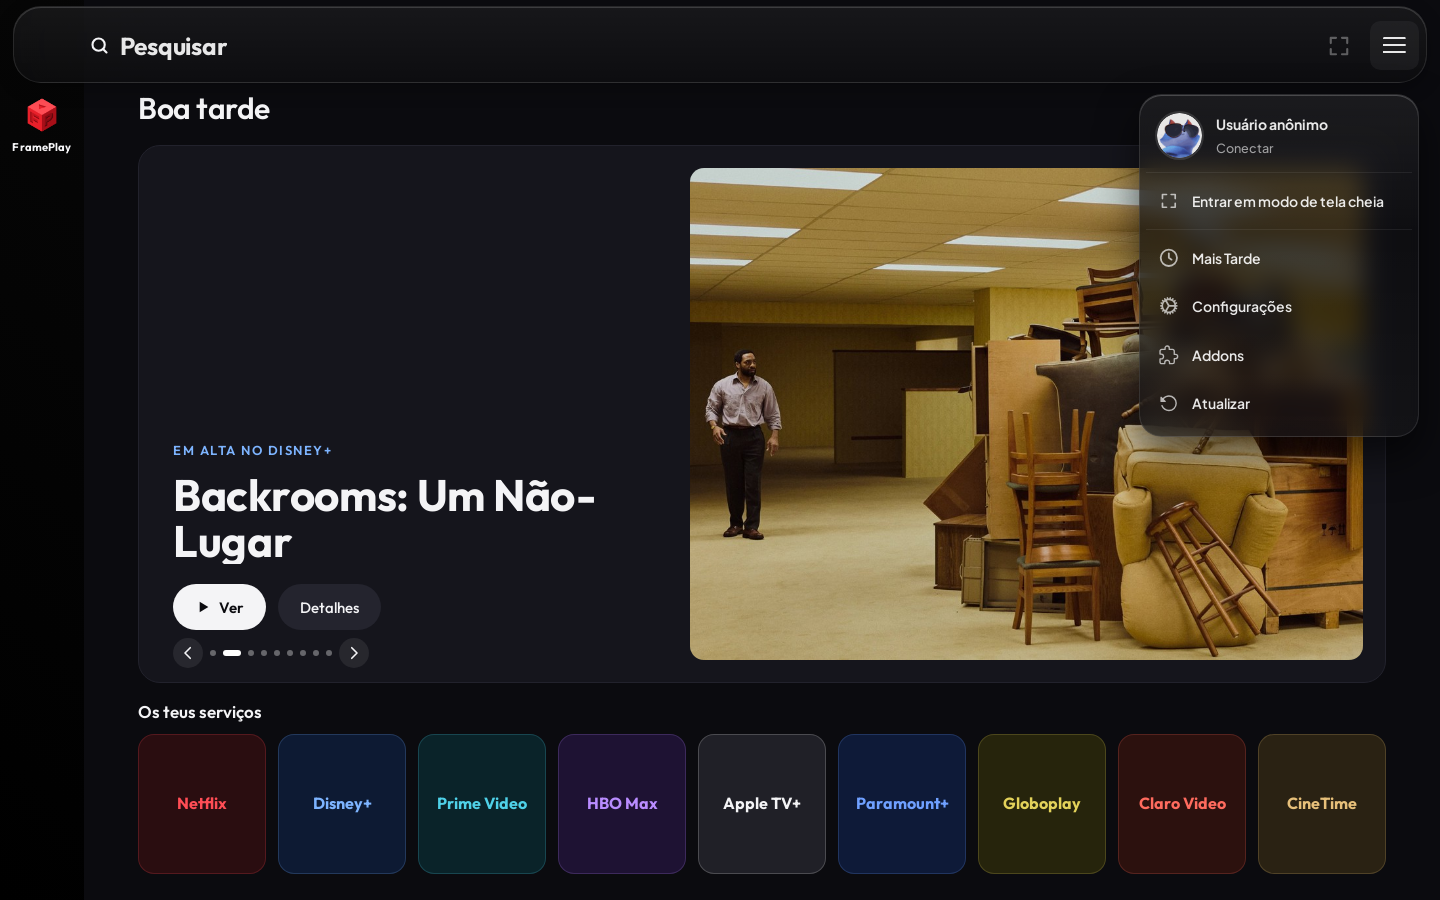 Pesquisar
FramePlay
Boa tarde
Usuário anônimo
Conectar
Entrar em modo de tela cheia
Mais Tarde
Configurações
Addons
Atualizar
EM ALTA NO DISNEY+
Backrooms: Um Não-
Lugar
Ver
Detalhes
Os teus serviços
Netflix
Disney+
Prime Video
HBO Max
Apple TV+
Paramount+
Globoplay
Claro Video
CineTime